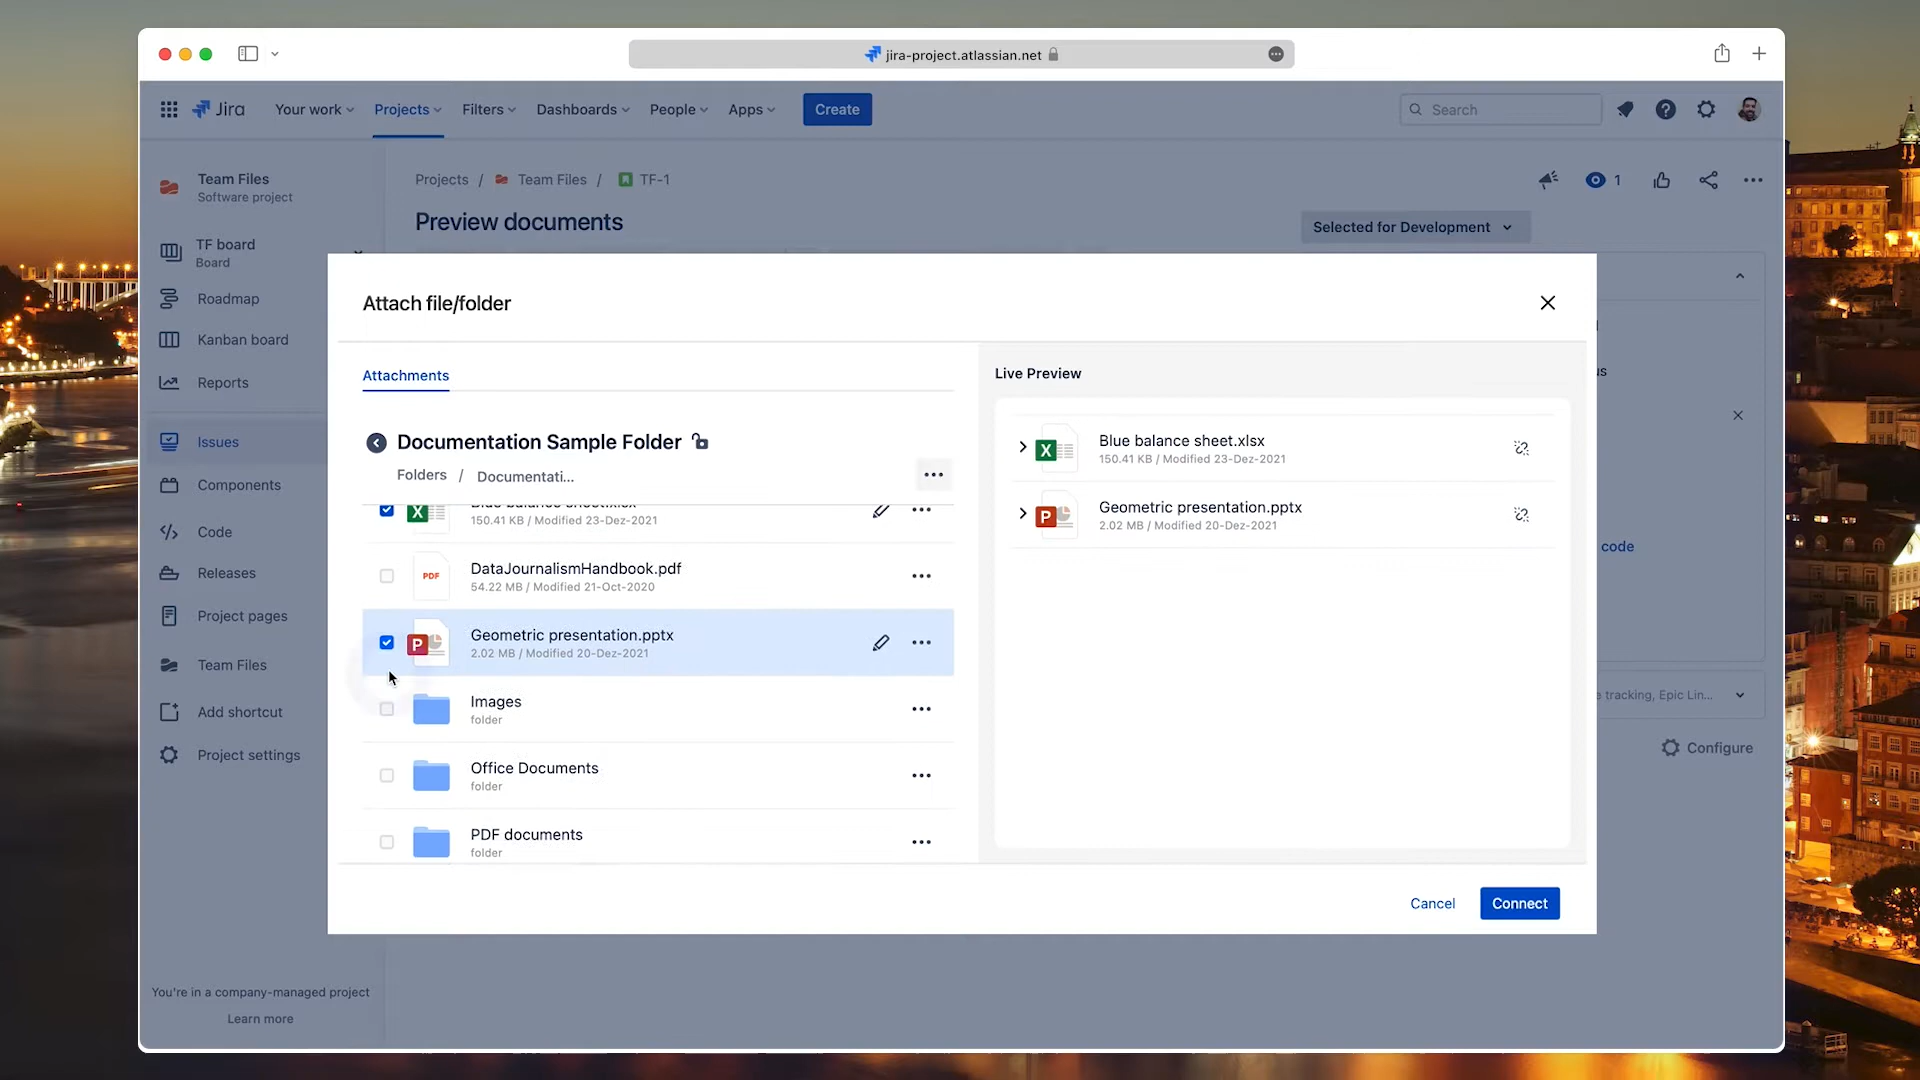 jira-project.atlassian.net
Jira
Your work
Projects
Filters
Dashboards
People
Apps
Create
Search
Team Files
Software project
TF board
Board
Roadmap
Kanban board
Reports
Issues
Components
Code
Releases
Project pages
Team Files
Add shortcut
Project settings
You're in a company-managed project
Learn more
Projects / Team Files / TF-1
1
Preview documents
Selected for Development
Attach file/folder
Attachments
Documentation Sample Folder
Folders / Documentati...
Blue balance sheet.xlsx
150.41 KB / Modified 23-Dez-2021
PDF
DataJournalismHandbook.pdf
54.22 MB / Modified 21-Oct-2020
P
Geometric presentation.pptx
2.02 MB / Modified 20-Dez-2021
Images
folder
Office Documents
folder
PDF documents
folder
Live Preview
X
Blue balance sheet.xlsx
150.41 KB / Modified 23-Dez-2021
P
Geometric presentation.pptx
2.02 MB / Modified 20-Dez-2021
Cancel
Connect
code
e tracking, Epic Lin...
Configure